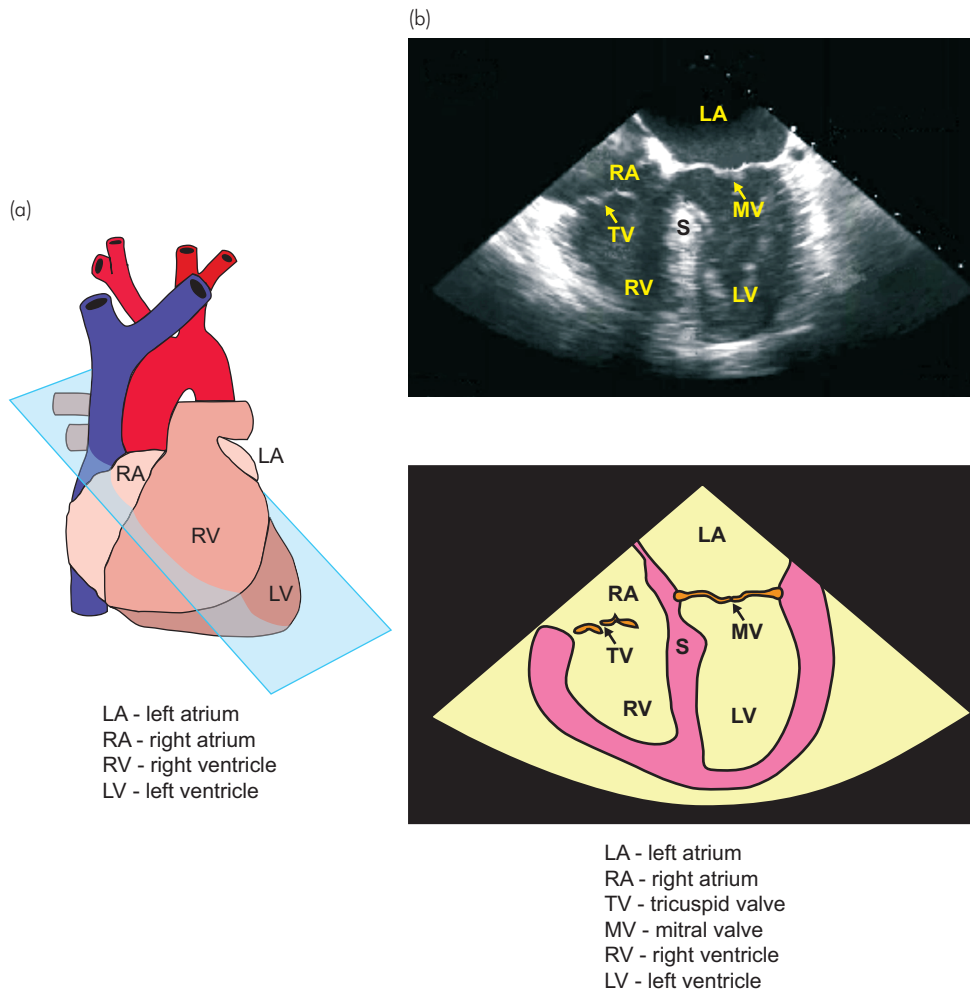 (a)
RA
LA
RV
LV
LA - left atrium
RA - right atrium
RV - right ventricle
LV - left ventricle
(b)
LA
RA
MV
TV
S
RV
LV
LA
RA
MV
TV
S
RV
LV
LA - left atrium
RA - right atrium
TV - tricuspid valve
MV - mitral valve
RV - right ventricle
LV - left ventricle